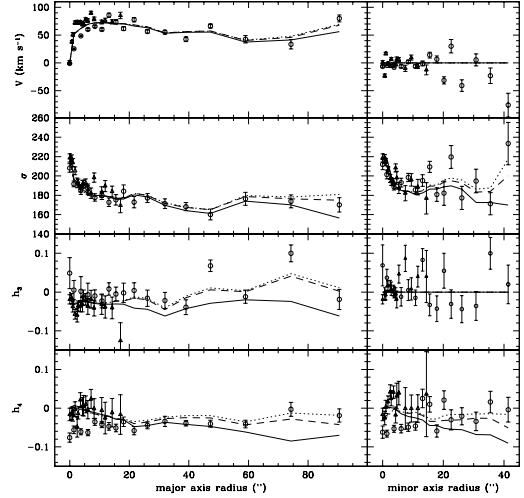 V (km s⁻¹)
100
50
0
−50
260
σ
240
220
200
180
160
140
h₃
0.1
0
−0.1
h₄
0.1
0
−0.1
0 20 40 60 80
major axis radius ('')
0 20 40
minor axis radius ('')